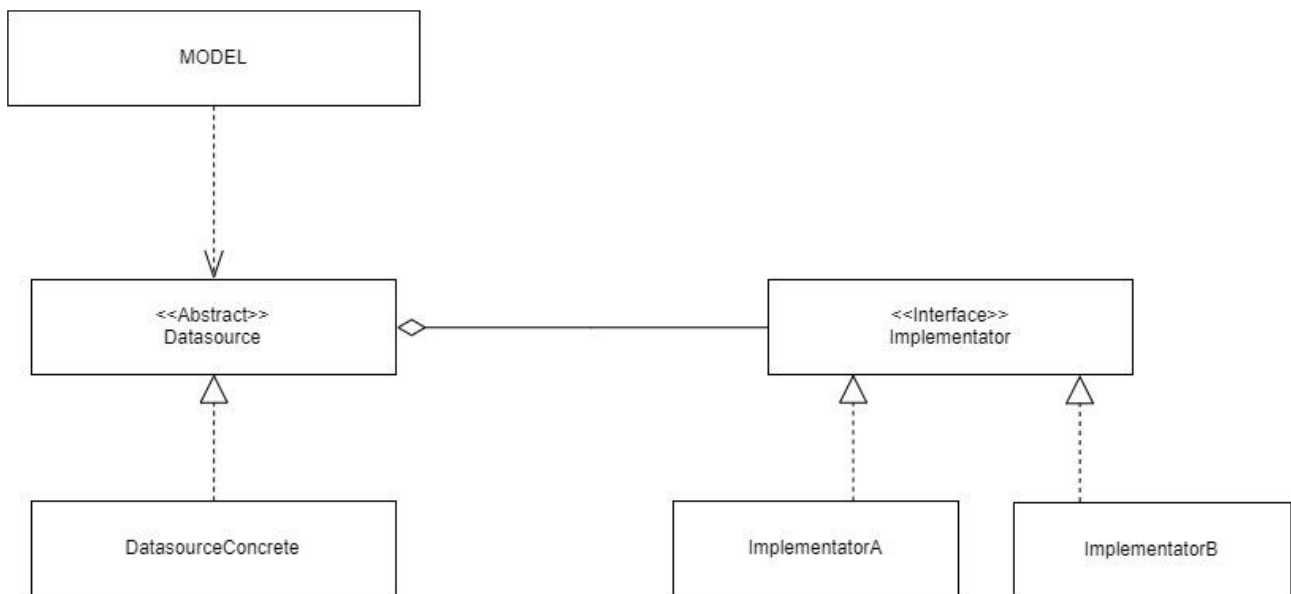 MODEL
<<Abstract>>
Datasource
<<Interface>>
Implementator
DatasourceConcrete
ImplementatorA
ImplementatorB